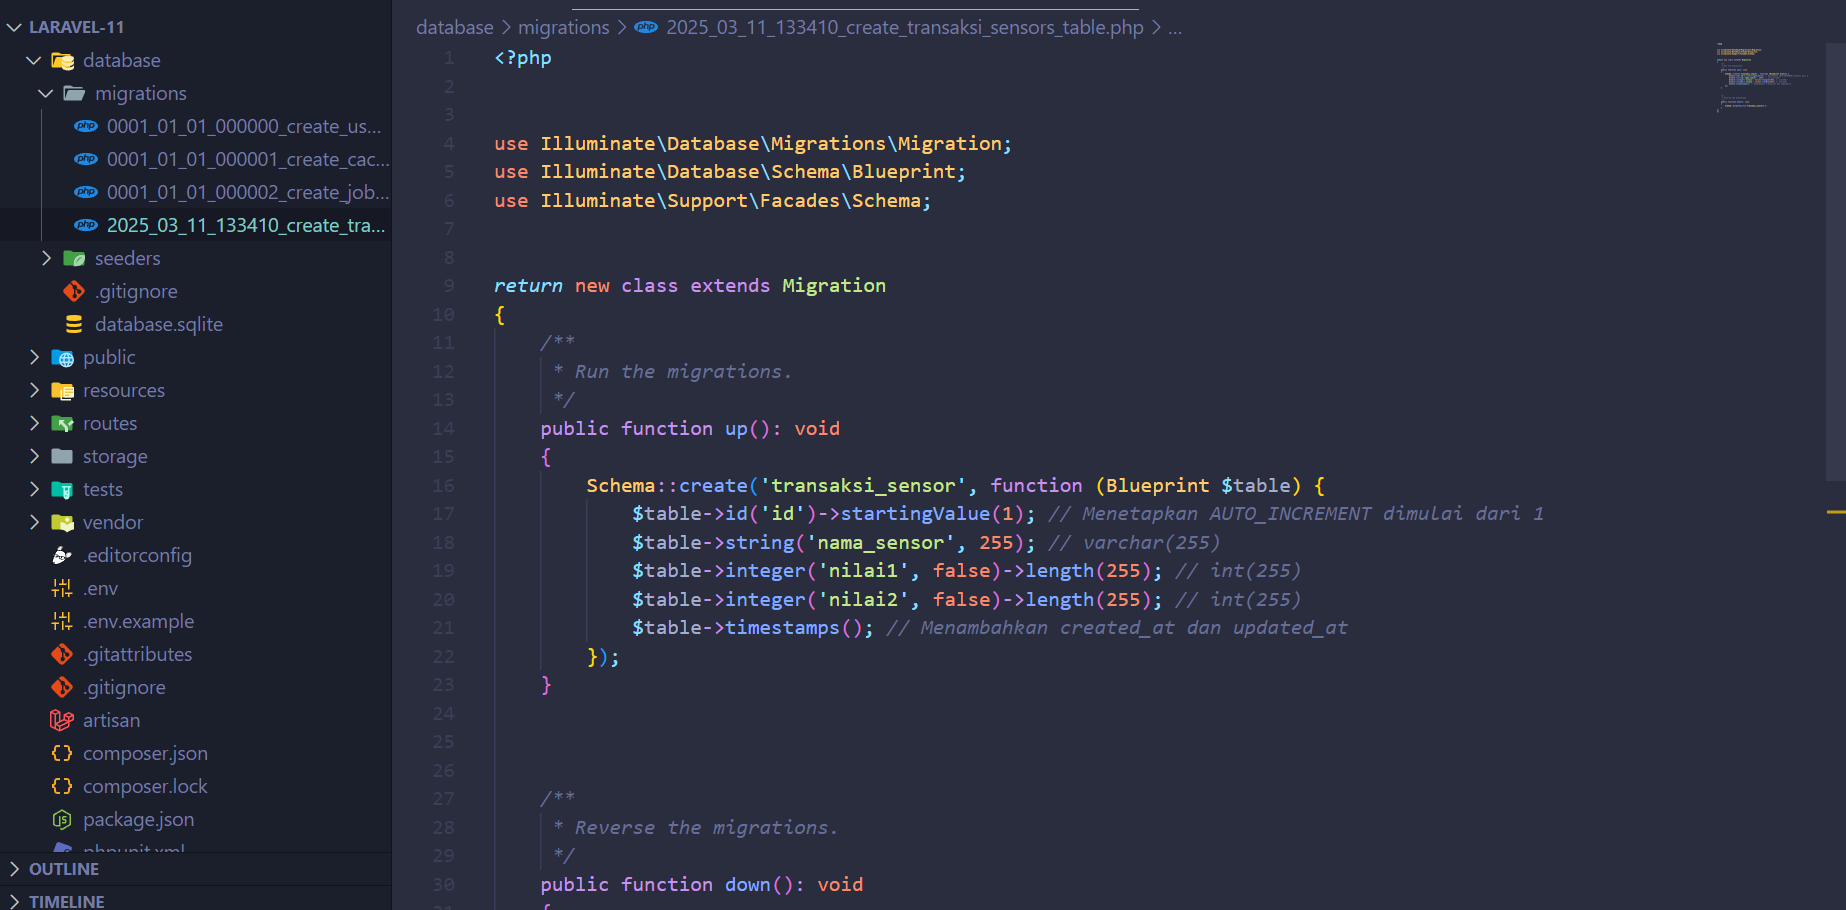 LARAVEL-11
database
migrations
0001_01_01_000000_create_us...
0001_01_01_000001_create_cac...
0001_01_01_000002_create_job...
2025_03_11_133410_create_tra...
seeders
.gitignore
database.sqlite
public
resources
routes
storage
tests
vendor
.editorconfig
.env
.env.example
.gitattributes
.gitignore
artisan
composer.json
composer.lock
package.json
phpunit.xml
OUTLINE
TIMELINE
database > migrations > php 2025_03_11_133410_create_transaksi_sensors_table.php > ...
1 <?php
2
3
4 use Illuminate\Database\Migrations\Migration;
5 use Illuminate\Database\Schema\Blueprint;
6 use Illuminate\Support\Facades\Schema;
7
8
9 return new class extends Migration
10 {
11 /**
12 * Run the migrations.
13 */
14 public function up(): void
15 {
16 Schema::create('transaksi_sensor', function (Blueprint $table) {
17 $table->id('id')->startingValue(1); // Menetapkan AUTO_INCREMENT dimulai dari 1
18 $table->string('nama_sensor', 255); // varchar(255)
19 $table->integer('nilai1', false)->length(255); // int(255)
20 $table->integer('nilai2', false)->length(255); // int(255)
21 $table->timestamps(); // Menambahkan created_at dan updated_at
22 });
23 }
24
25
26
27 /**
28 * Reverse the migrations.
29 */
30 public function down(): void
31 {